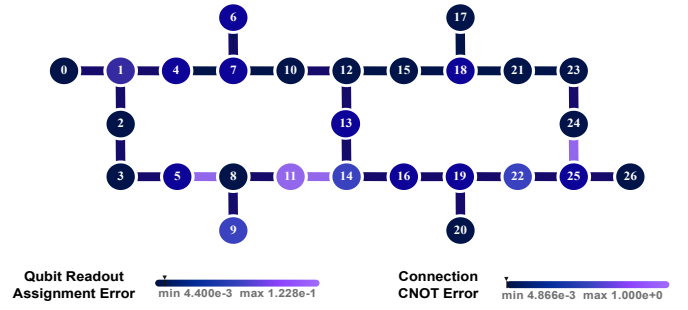 6 17
0 1 4 7 10 12 15 18 21 23
2 13 24
3 5 8 11 14 16 19 22 25 26
9 20
Qubit Readout
Assignment Error
min 4.400e-3 max 1.228e-1
Connection
CNOT Error
min 4.866e-3 max 1.000e+0